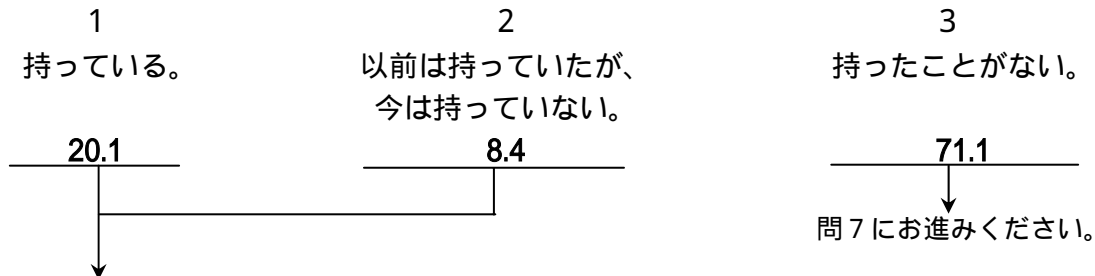 1
持っている。
20.1
2
以前は持っていたが、
今は持っていない。
8.4
3
持ったことがない。
71.1
問７にお進みください。